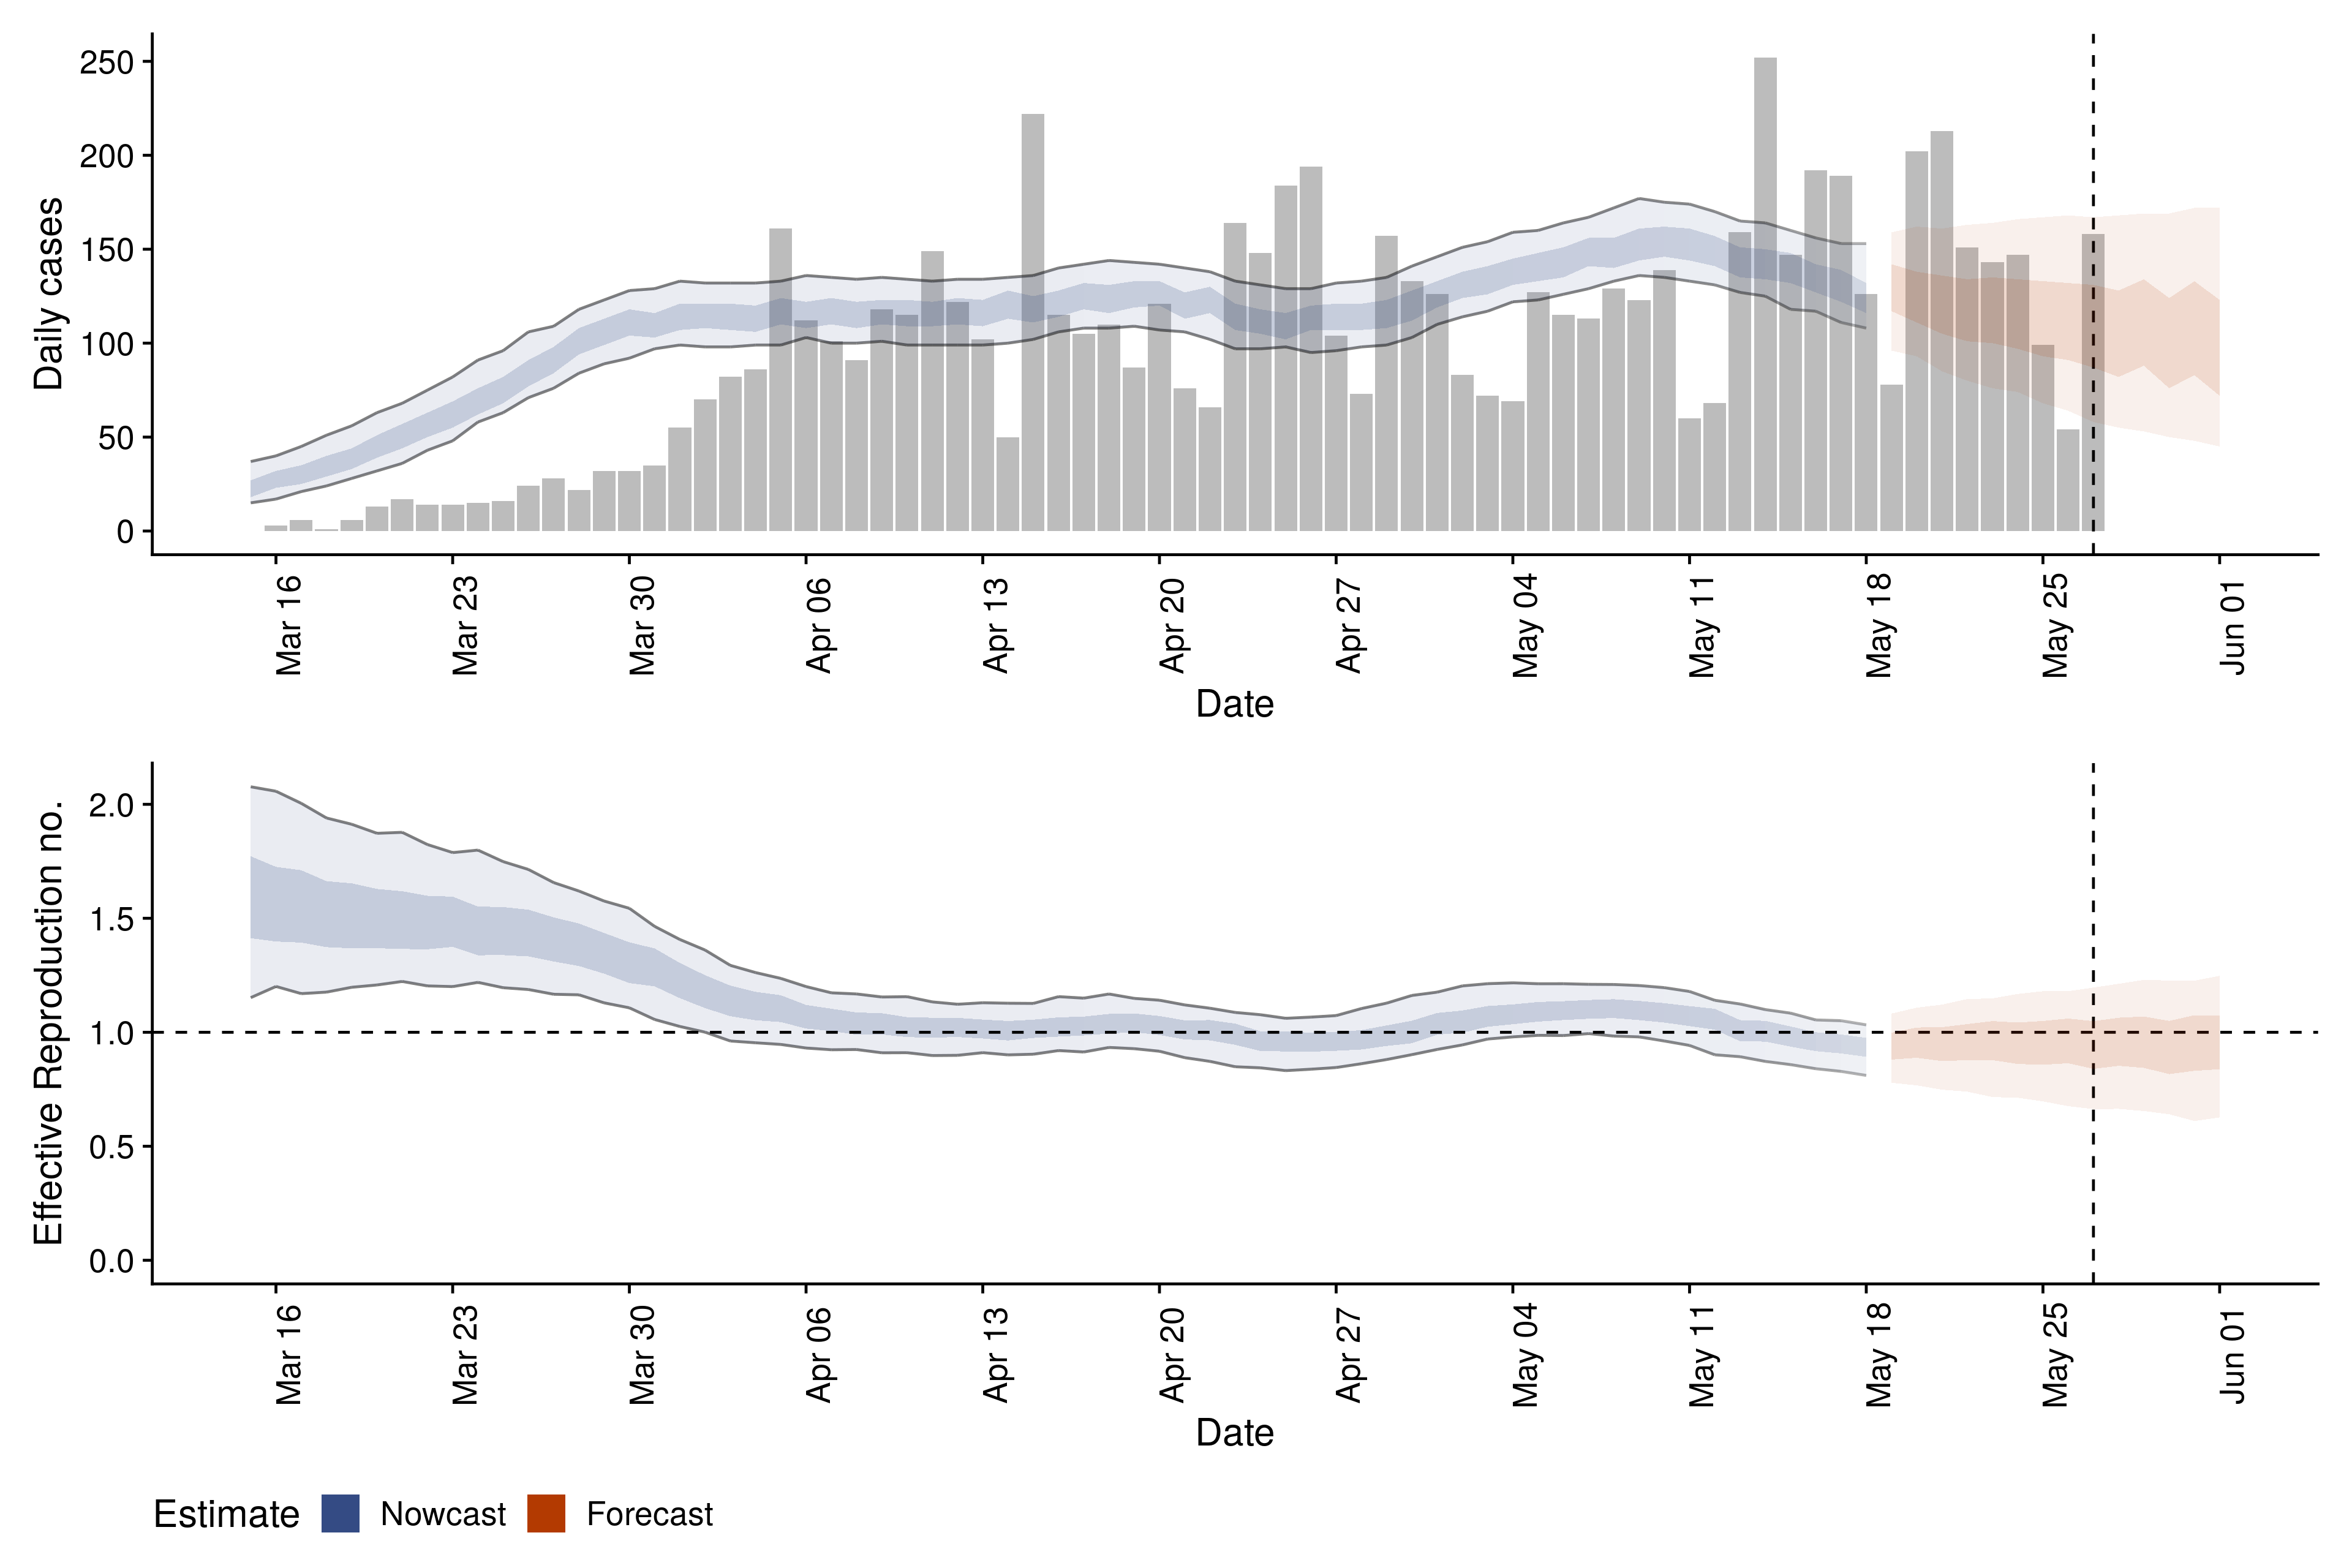 Daily cases
250
200
150
100
50
0
Mar 16
Mar 23
Mar 30
Apr 06
Apr 13
Apr 20
Apr 27
May 04
May 11
May 18
May 25
Jun 01
Date
Effective Reproduction no.
2.0
1.5
1.0
0.5
0.0
Mar 16
Mar 23
Mar 30
Apr 06
Apr 13
Apr 20
Apr 27
May 04
May 11
May 18
May 25
Jun 01
Date
Estimate Nowcast Forecast